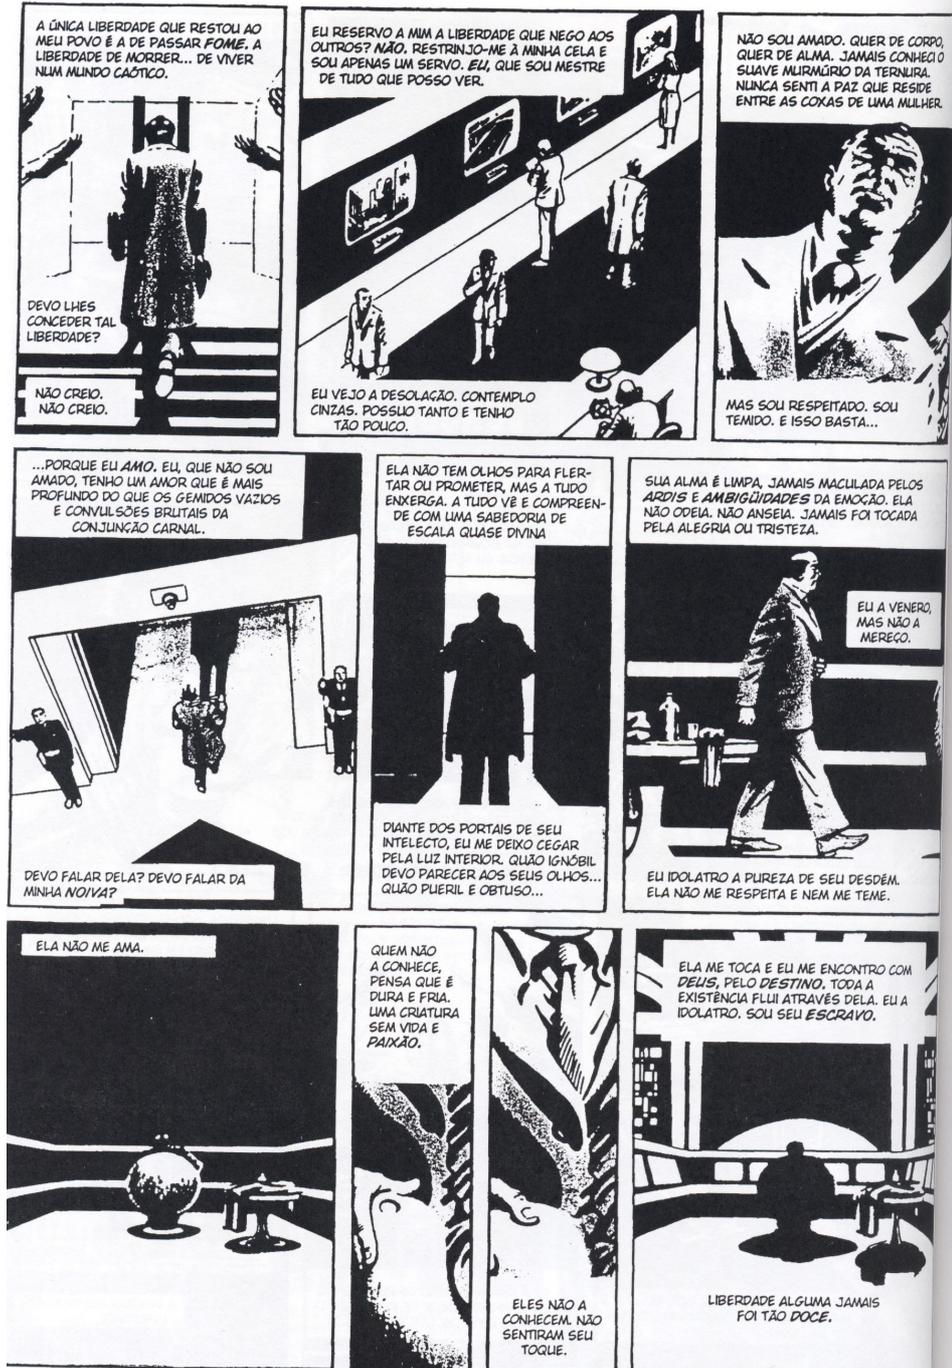 A ÚNICA LIBERDADE QUE RESTOU AO
MEU POVO É A DE PASSAR FOME. A
LIBERDADE DE MORRER... DE VIVER
NUM MUNDO CAÓTICO.
DEVO LHES
CONCEDER TAL
LIBERDADE?
NÃO CREIO.
NÃO CREIO.
EU RESERVO A MIM A LIBERDADE QUE NEGO AOS
OUTROS? NÃO. RESTRINJO-ME À MINHA CELA E
SOU APENAS UM SERVO. EU, QUE SOU MESTRE
DE TUDO QUE POSSO VER.
EU VEJO A DESOLAÇÃO. CONTEMPLO
CINZAS. POSSUO TANTO E TENHO
TÃO POUCO.
NÃO SOU AMADO. QUER DE CORPO,
QUER DE ALMA. JAMAIS CONHECI O
SUAVE MURMÚRIO DA TERNURA.
NUNCA SENTI A PAZ QUE RESIDE
ENTRE AS COXAS DE UMA MULHER.
MAS SOU RESPEITADO. SOU
TEMIDO. E ISSO BASTA...
...PORQUE EU AMO. EU, QUE NÃO SOU
AMADO, TENHO UM AMOR QUE É MAIS
PROFUNDO DO QUE OS GEMIDOS VAZIOS
E CONVULSÕES BRUTAIS DA
CONJUNÇÃO CARNAL.
DEVO FALAR DELA? DEVO FALAR DA
MINHA NOIVA?
ELA NÃO TEM OLHOS PARA FLER-
TAR OU PROMETER, MAS A TUDO
ENXERGA. A TUDO VÊ E COMPREEN-
DE COM UMA SABEDORIA DE
ESCALA QUASE DIVINA
DIANTE DOS PORTAIS DE SEU
INTELECTO, EU ME DEIXO CEGAR
PELA LUZ INTERIOR. QUÃO IGNÓBIL
DEVO PARECER AOS SEUS OLHOS...
QUÃO PUERIL E OBTUSO...
SUA ALMA É LIMPA, JAMAIS MACULADA PELOS
ARDIS E AMBIGÜIDADES DA EMOÇÃO. ELA
NÃO ODEIA. NÃO ANSEIA. JAMAIS FOI TOCADA
PELA ALEGRIA OU TRISTEZA.
EU A VENERO,
MAS NÃO A
MEREÇO.
EU IDOLATRO A PUREZA DE SEU DESDÉM.
ELA NÃO ME RESPEITA E NEM ME TEME.
ELA NÃO ME AMA.
QUEM NÃO
A CONHECE,
PENSA QUE É
DURA E FRIA.
UMA CRIATURA
SEM VIDA E
PAIXÃO.
ELES NÃO A
CONHECEM. NÃO
SENTIRAM SEU
TOQUE.
ELA ME TOCA E EU ME ENCONTRO COM
DEUS, PELO DESTINO. TODA A
EXISTÊNCIA FLUI ATRAVÉS DELA. EU A
IDOLATRO. SOU SEU ESCRAVO.
LIBERDADE ALGUMA JAMAIS
FOI TÃO DOCE.